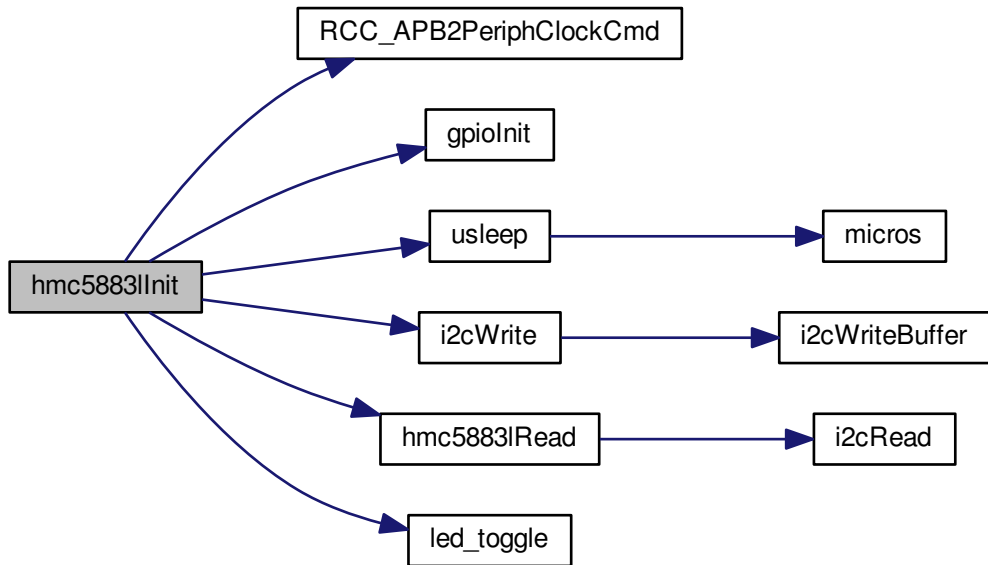 RCC_APB2PeriphClockCmd
gpioInit
usleep
micros
hmc5883lInit
i2cWrite
i2cWriteBuffer
hmc5883lRead
i2cRead
led_toggle